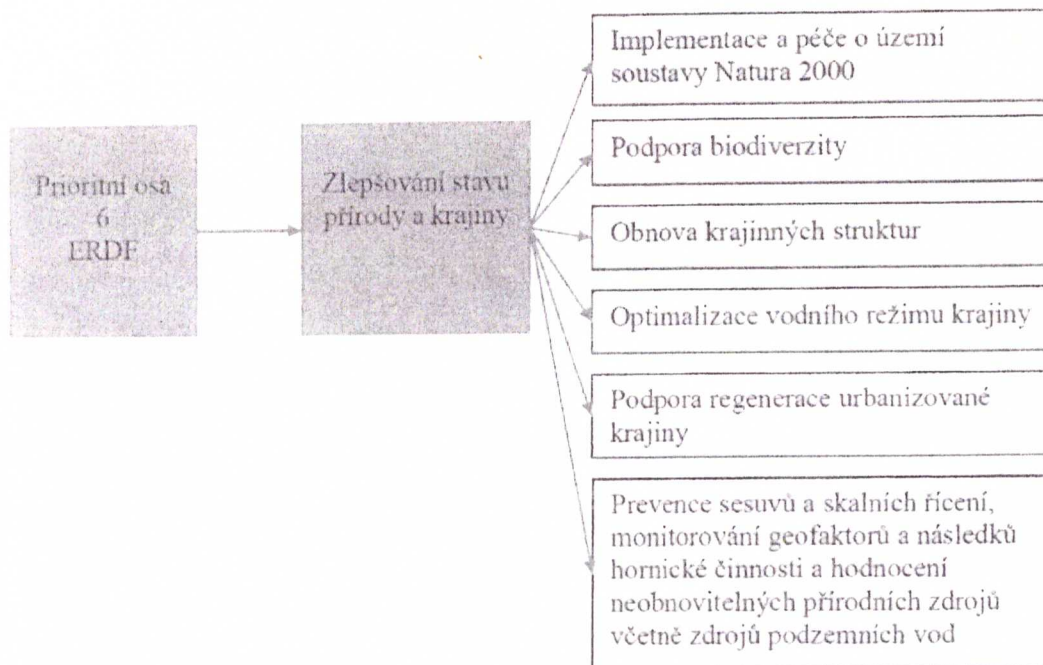 Prioritní osa
6
ERDF
Zlepšování stavu
přírody a krajiny
Implementace a péče o území
soustavy Natura 2000
Podpora biodiverzity
Obnova krajinných struktur
Optimalizace vodního režimu krajiny
Podpora regenerace urbanizované
krajiny
Prevence sesuvů a skalních řícení,
monitorování geofaktorů a následků
hornické činnosti a hodnocení
neobnovitelných přírodních zdrojů
včetně zdrojů podzemních vod